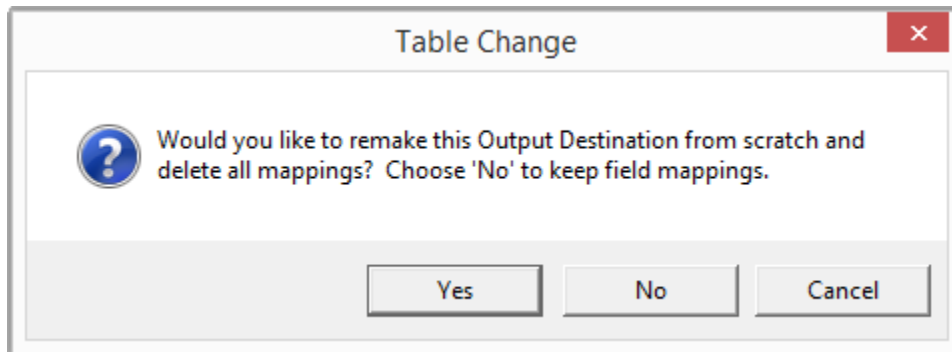 Table Change
Would you like to remake this Output Destination from scratch and
delete all mappings?  Choose 'No' to keep field mappings.
Yes No Cancel